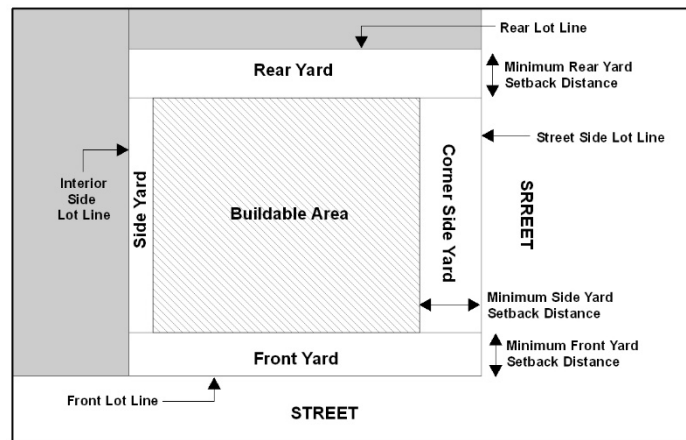 Rear Lot Line
Rear Yard
Minimum Rear Yard
Setback Distance
Street Side Lot Line
Interior
Side
Lot Line
Side Yard
Buildable Area
Corner Side Yard
SRREET
Minimum Side Yard
Setback Distance
Front Yard
Minimum Front Yard
Setback Distance
Front Lot Line
STREET